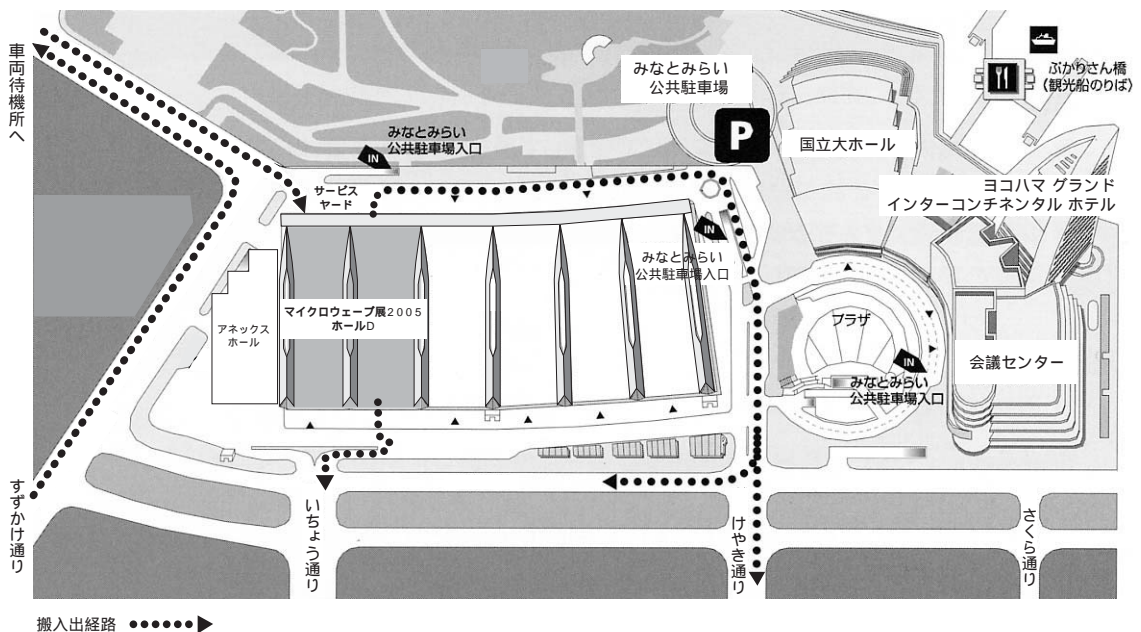 車両待機所へ
みなとみらい
公共駐車場
P
ぷかりさん橋
(観光船のりば)
みなとみらい
公共駐車場入口
IN
国立大ホール
サービス
ヤード
ヨコハマ グランド
インターコンチネンタル ホテル
IN
みなとみらい
公共駐車場入口
マイクロウェーブ展2005
ホールD
アネックス
ホール
プラザ
IN
みなとみらい
公共駐車場入口
会議センター
すずかけ通り
いちょう通り
けやき通り
さくら通り
搬入出経路